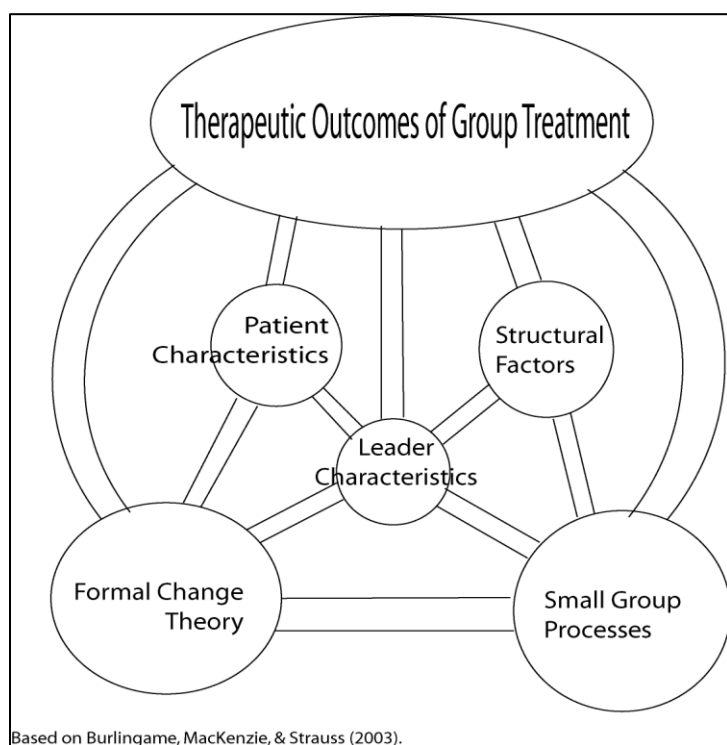 Therapeutic Outcomes of Group Treatment
Patient
Characteristics
Structural
Factors
Leader
Characteristics
Formal Change
Theory
Small Group
Processes
Based on Burlingame, MacKenzie, & Strauss (2003).